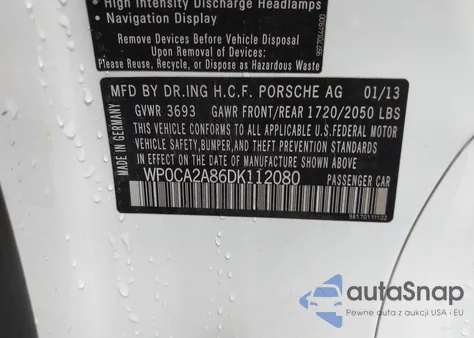 • High Intensity Discharge Headlamps
• Navigation Display
Remove Devices Before Vehicle Disposal
Upon Removal of Devices:
Please Reuse, Recycle, or Dispose as Hazardous Waste
MFD BY DR.ING H.C.F. PORSCHE AG 01/13
GVWR 3693 GAWR FRONT/REAR 1720/2050 LBS
THIS VEHICLE CONFORMS TO ALL APPLICABLE U.S.FEDERAL MOTOR
VEHICLE SAFETY,BUMPER,AND THEFT PREVENTION STANDARDS
IN EFFECT ON THE DATE OF MANUFACTURE SHOWN ABOVE.
WP0CA2A86DK112080 PASSENGER CAR
MADE IN GERMANY
autoSnap
Pewne auta z aukcji USA i EU